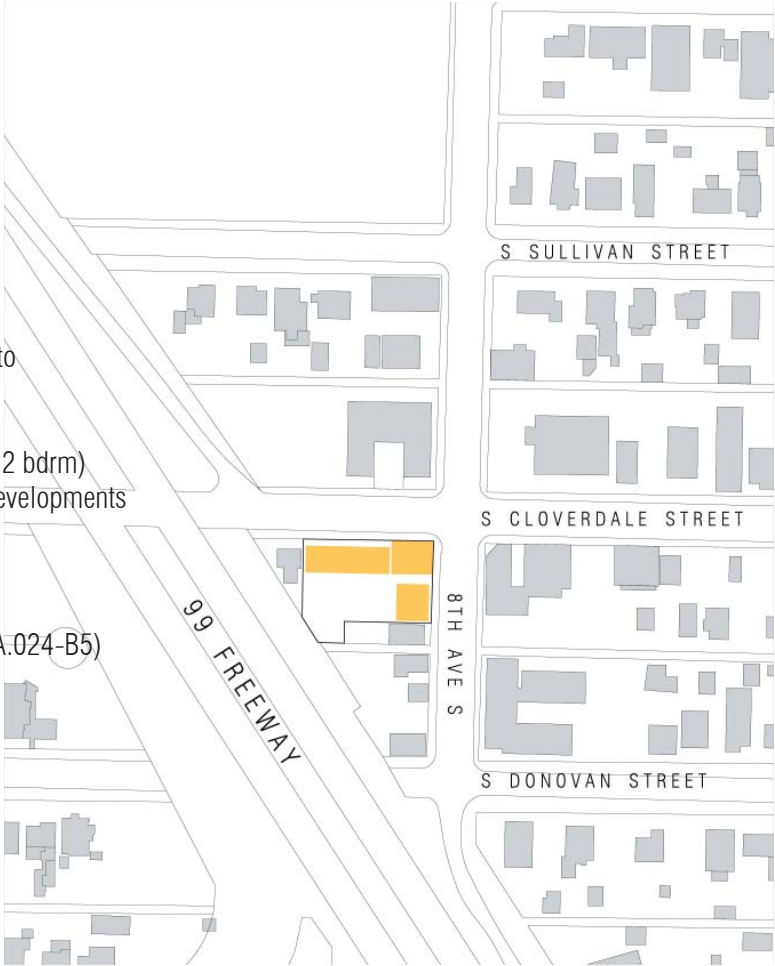 S SULLIVAN STREET
to
2 bdrm)
evelopments
S CLOVERDALE STREET
8TH AVE S
99 FREEWAY
A.024-B5)
S DONOVAN STREET